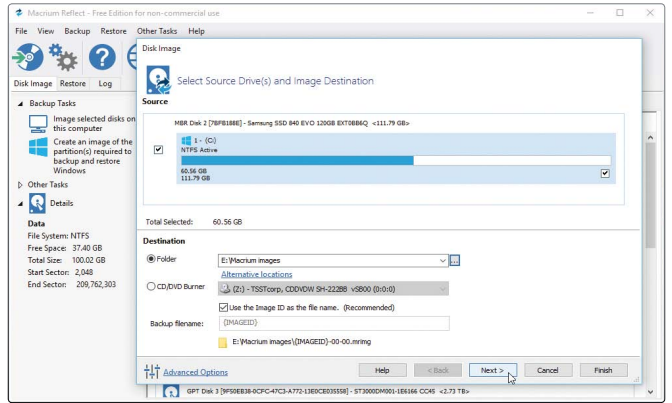 Macrium Reflect - Free Edition for non-commercial use
File View Backup Restore Other Tasks Help
Disk Image Restore Log
Backup Tasks
Image selected disks on
this computer
Create an image of the
partition(s) required to
backup and restore
Windows
Other Tasks
Details
Data
File System: NTFS
Free Space: 37.40 GB
Total Size: 100.02 GB
Start Sector: 2,048
End Sector: 209,762,303
Disk Image
Select Source Drive(s) and Image Destination
Source
MBR Disk 2 [7BFB188E] - Samsung SSD 840 EVO 120GB EXT0BB6Q <111.79 GB>
1 - (C:)
NTFS Active
60.56 GB
111.79 GB
Total Selected: 60.56 GB
Destination
Folder
E:\Macrium images
...
Alternative locations
CD/DVD Burner
(Z:) - TSSTcorp, CDDVDW SH-222BB vSB00 (0:0:0)
Use the Image ID as the file name. (Recommended)
Backup filename:
{IMAGEID}
E:\Macrium images\{IMAGEID}-00-00.mrimg
Advanced Options
Help
< Back
Next >
Cancel
Finish
GPT Disk 3 [9F50EB38-0CFC-47C3-A772-13E0CE035558] - ST3000DM001-1E6166 CC45 <2.73 TB>